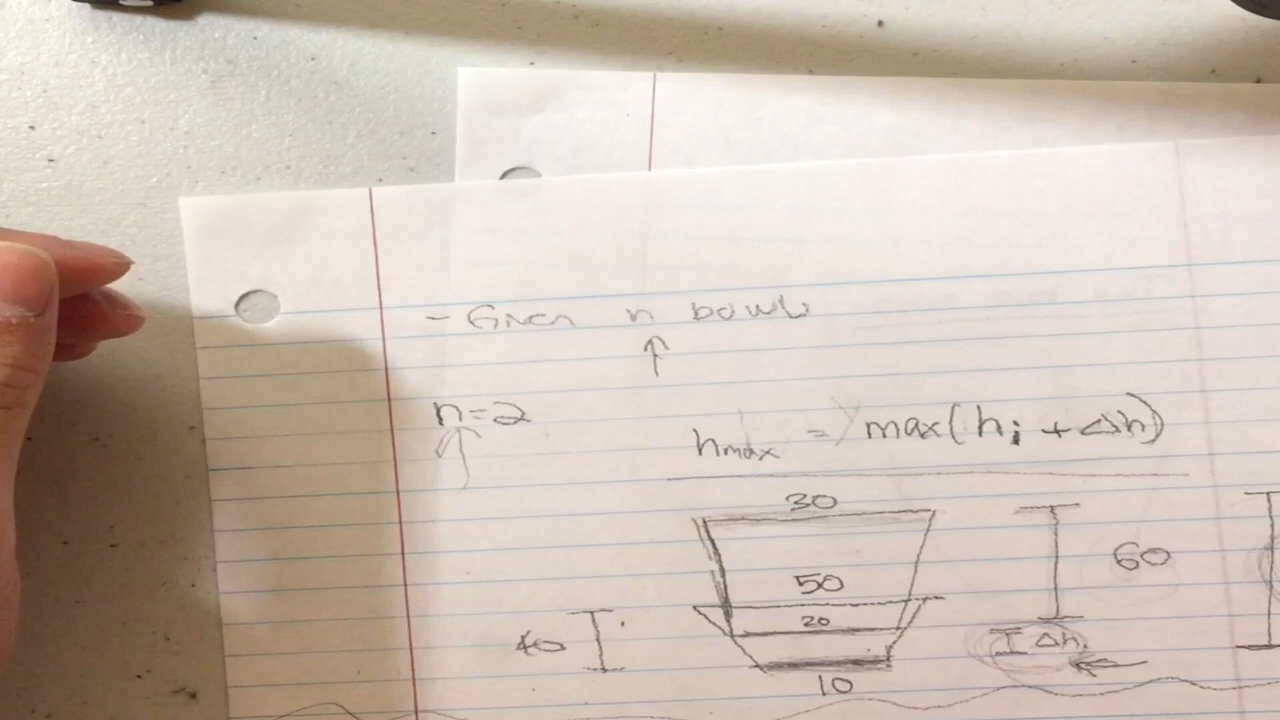 - Given n bowls
n=2
hmax = max(hi + Δh)
30
60
50
20
40
Δh
10